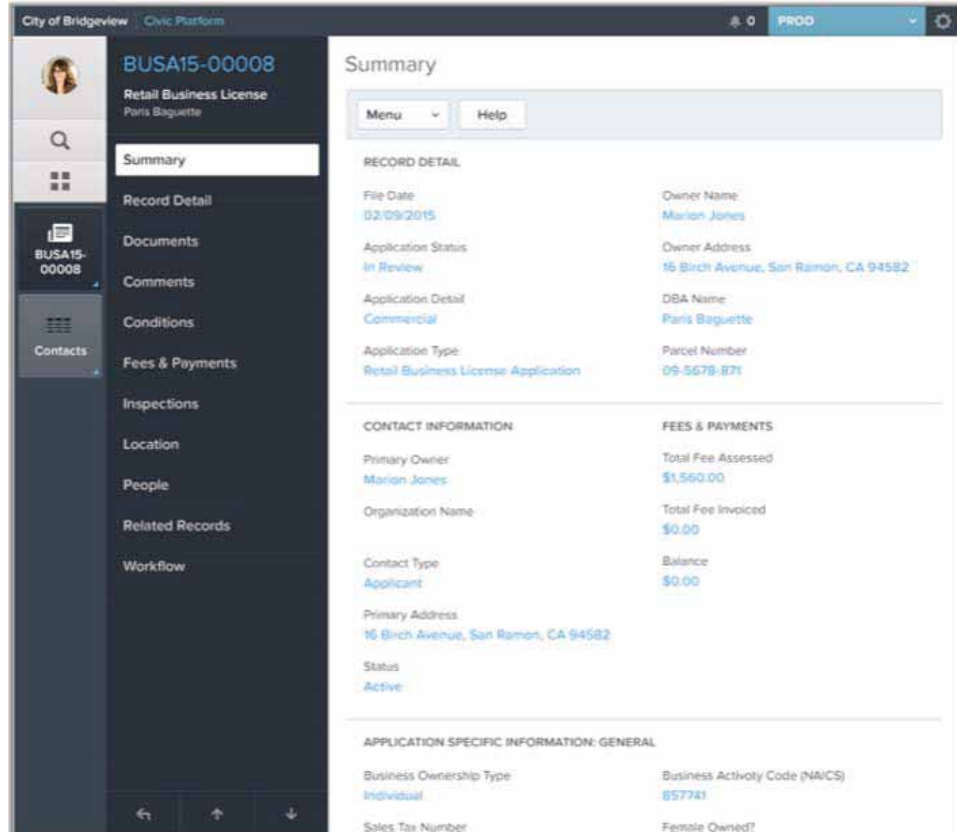 City of Bridgeview Civic Platform
0 PROD
BUSA15-00008
Retail Business License
Paris Baguette
BUSA15-
00008
Contacts
Summary
Record Detail
Documents
Comments
Conditions
Fees & Payments
Inspections
Location
People
Related Records
Workflow
Summary
Menu Help
RECORD DETAIL
File Date
02/09/2015
Application Status
In Review
Application Detail
Commercial
Application Type
Retail Business License Application
Owner Name
Marion Jones
Owner Address
16 Birch Avenue, San Ramon, CA 94582
DBA Name
Paris Baguette
Parcel Number
09-5678-871
CONTACT INFORMATION
Primary Owner
Marion Jones
Organization Name
Contact Type
Applicant
Primary Address
16 Birch Avenue, San Ramon, CA 94582
Status
Active
FEES & PAYMENTS
Total Fee Assessed
$1,560.00
Total Fee Invoiced
$0.00
Balance
$0.00
APPLICATION SPECIFIC INFORMATION: GENERAL
Business Ownership Type
Individual
Sales Tax Number
Business Activoty Code (NAICS)
857741
Female Owned?